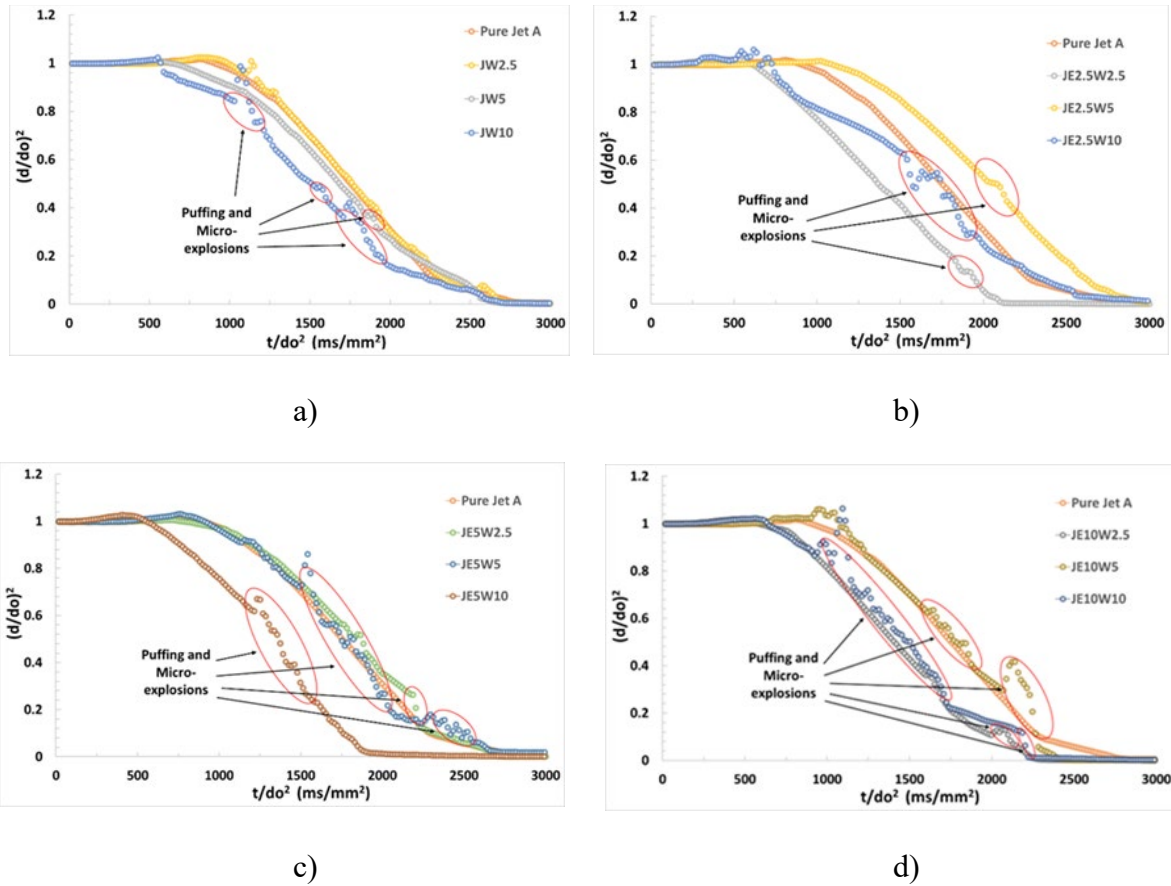 1.2
1
0.8
0.6
0.4
0.2
0
(d/do)²
0 500 1000 1500 2000 2500 3000
t/do² (ms/mm²)
Pure Jet A
JW2.5
JW5
JW10
Puffing and
Micro-
explosions
a)
1.2
1
0.8
0.6
0.4
0.2
0
(d/do)²
0 500 1000 1500 2000 2500 3000
t/do² (ms/mm²)
Pure Jet A
JE2.5W2.5
JE2.5W5
JE2.5W10
Puffing and
Micro-
explosions
b)
1.2
1
0.8
0.6
0.4
0.2
0
(d/do)²
0 500 1000 1500 2000 2500 3000
t/do² (ms/mm²)
Pure Jet A
JE5W2.5
JE5W5
JE5W10
Puffing and
Micro-
explosions
c)
1.2
1
0.8
0.6
0.4
0.2
0
(d/do)²
0 500 1000 1500 2000 2500 3000
t/do² (ms/mm²)
Pure Jet A
JE10W2.5
JE10W5
JE10W10
Puffing and
Micro-
explosions
d)